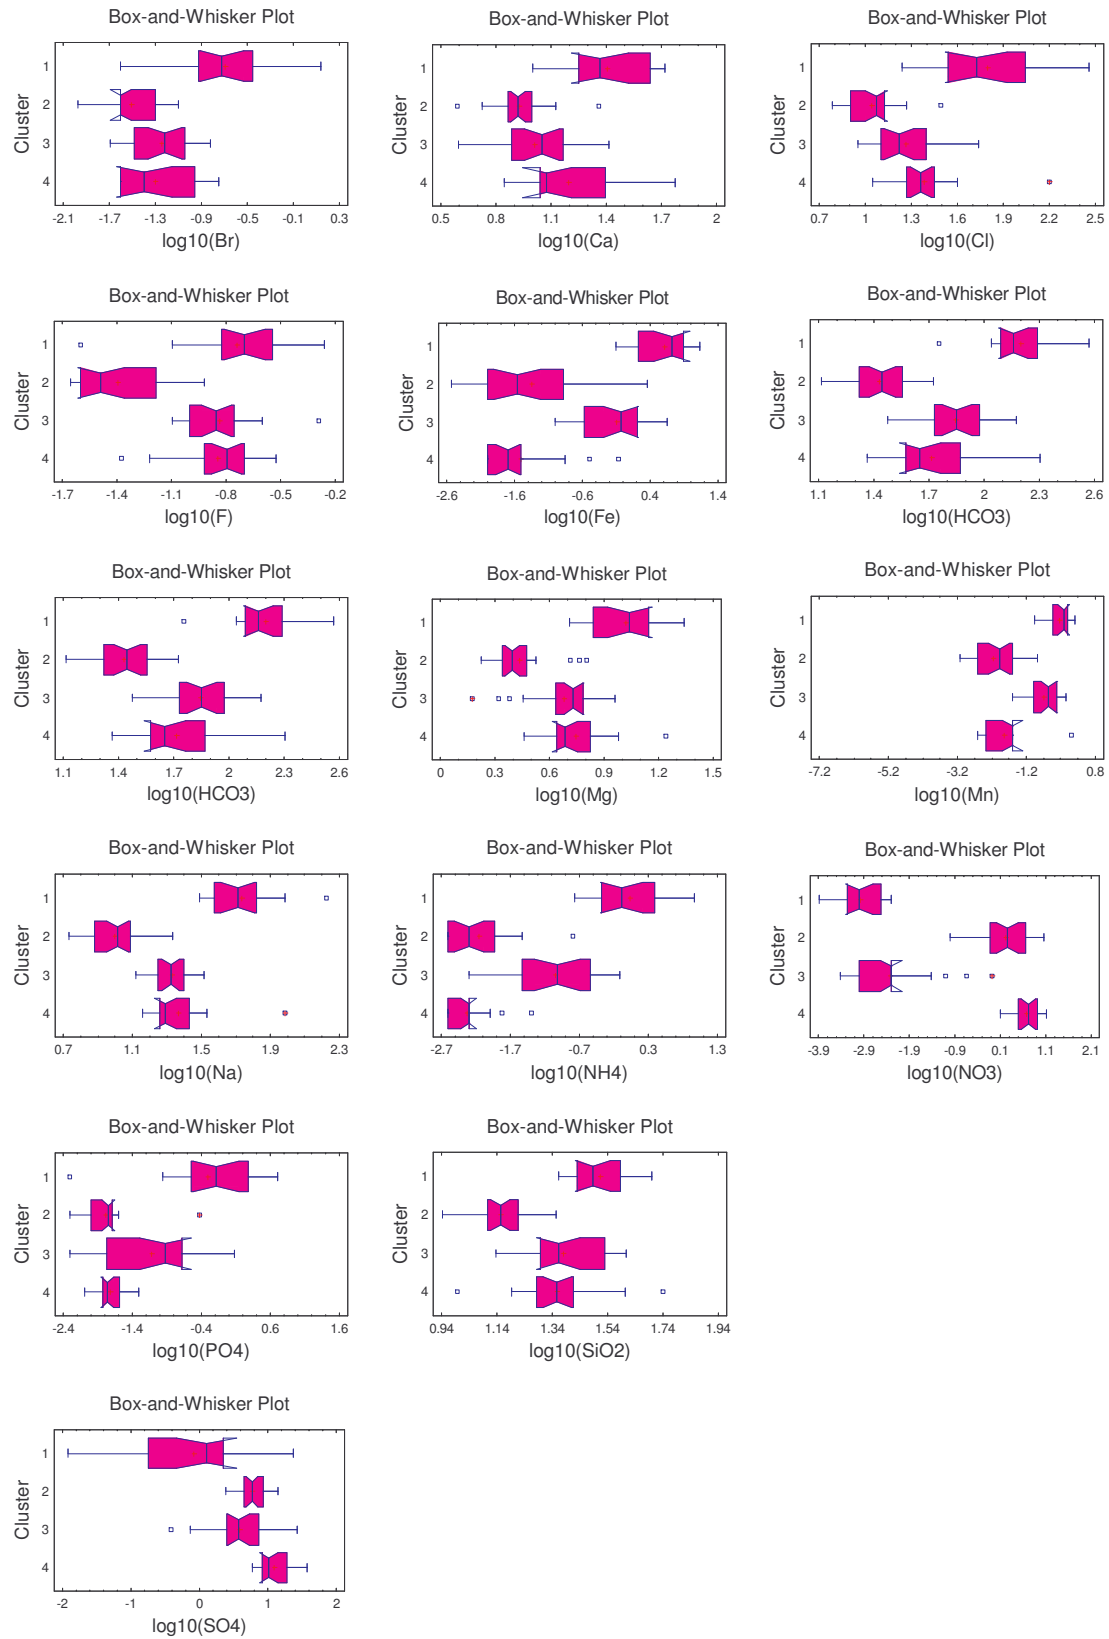 Box-and-Whisker Plot
Cluster
1
2
3
4
-2.1 -1.7 -1.3 -0.9 -0.5 -0.1 0.3
log10(Br)
Box-and-Whisker Plot
Cluster
1
2
3
4
0.5 0.8 1.1 1.4 1.7 2
log10(Ca)
Box-and-Whisker Plot
Cluster
1
2
3
4
0.7 1 1.3 1.6 1.9 2.2 2.5
log10(Cl)
Box-and-Whisker Plot
Cluster
1
2
3
4
-1.7 -1.4 -1.1 -0.8 -0.5 -0.2
log10(F)
Box-and-Whisker Plot
Cluster
1
2
3
4
-2.6 -1.6 -0.6 0.4 1.4
log10(Fe)
Box-and-Whisker Plot
Cluster
1
2
3
4
1.1 1.4 1.7 2 2.3 2.6
log10(HCO3)
Box-and-Whisker Plot
Cluster
1
2
3
4
1.1 1.4 1.7 2 2.3 2.6
log10(HCO3)
Box-and-Whisker Plot
Cluster
1
2
3
4
0 0.3 0.6 0.9 1.2 1.5
log10(Mg)
Box-and-Whisker Plot
Cluster
1
2
3
4
-7.2 -5.2 -3.2 -1.2 0.8
log10(Mn)
Box-and-Whisker Plot
Cluster
1
2
3
4
0.7 1.1 1.5 1.9 2.3
log10(Na)
Box-and-Whisker Plot
Cluster
1
2
3
4
-2.7 -1.7 -0.7 0.3 1.3
log10(NH4)
Box-and-Whisker Plot
Cluster
1
2
3
4
-3.9 -2.9 -1.9 -0.9 0.1 1.1 2.1
log10(NO3)
Box-and-Whisker Plot
Cluster
1
2
3
4
-2.4 -1.4 -0.4 0.6 1.6
log10(PO4)
Box-and-Whisker Plot
Cluster
1
2
3
4
0.94 1.14 1.34 1.54 1.74 1.94
log10(SiO2)
Box-and-Whisker Plot
Cluster
1
2
3
4
-2 -1 0 1 2
log10(SO4)